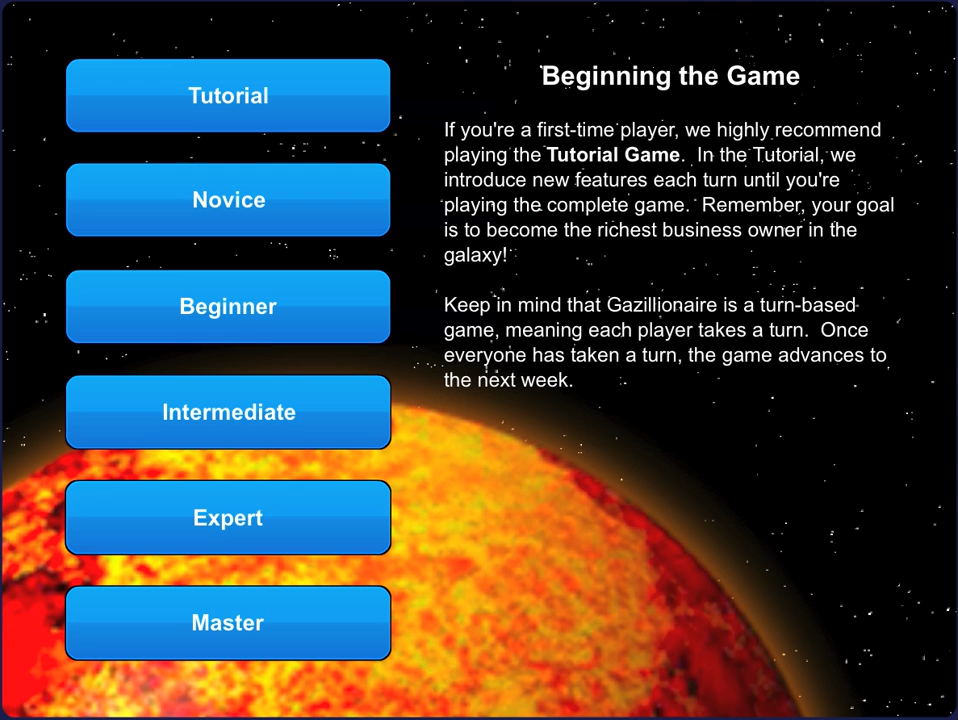 Tutorial
Novice
Beginner
Intermediate
Expert
Master
Beginning the Game
If you're a first-time player, we highly recommend
playing the Tutorial Game.  In the Tutorial, we
introduce new features each turn until you're
playing the complete game.  Remember, your goal
is to become the richest business owner in the
galaxy!
Keep in mind that Gazillionaire is a turn-based
game, meaning each player takes a turn.  Once
everyone has taken a turn, the game advances to
the next week.